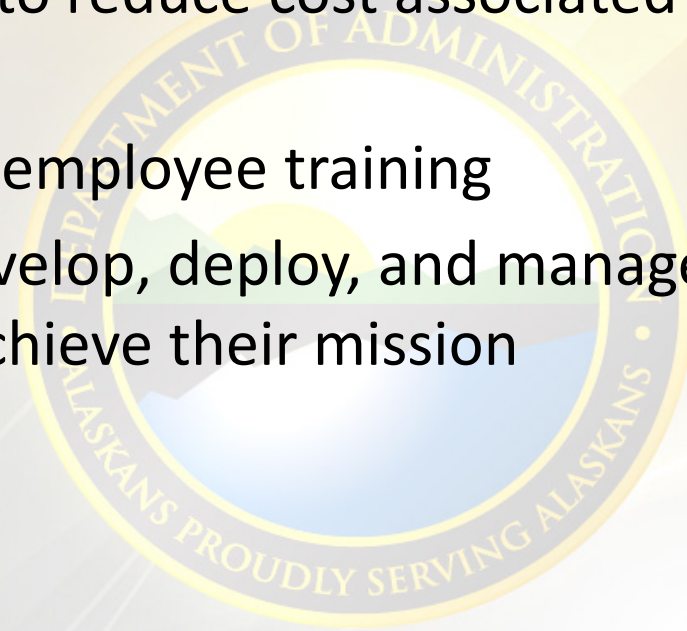 to reduce cost associated
employee training
velop, deploy, and manage
chieve their mission
DEPARTMENT OF ADMINISTRATION
ALASKANS PROUDLY SERVING ALASKANS